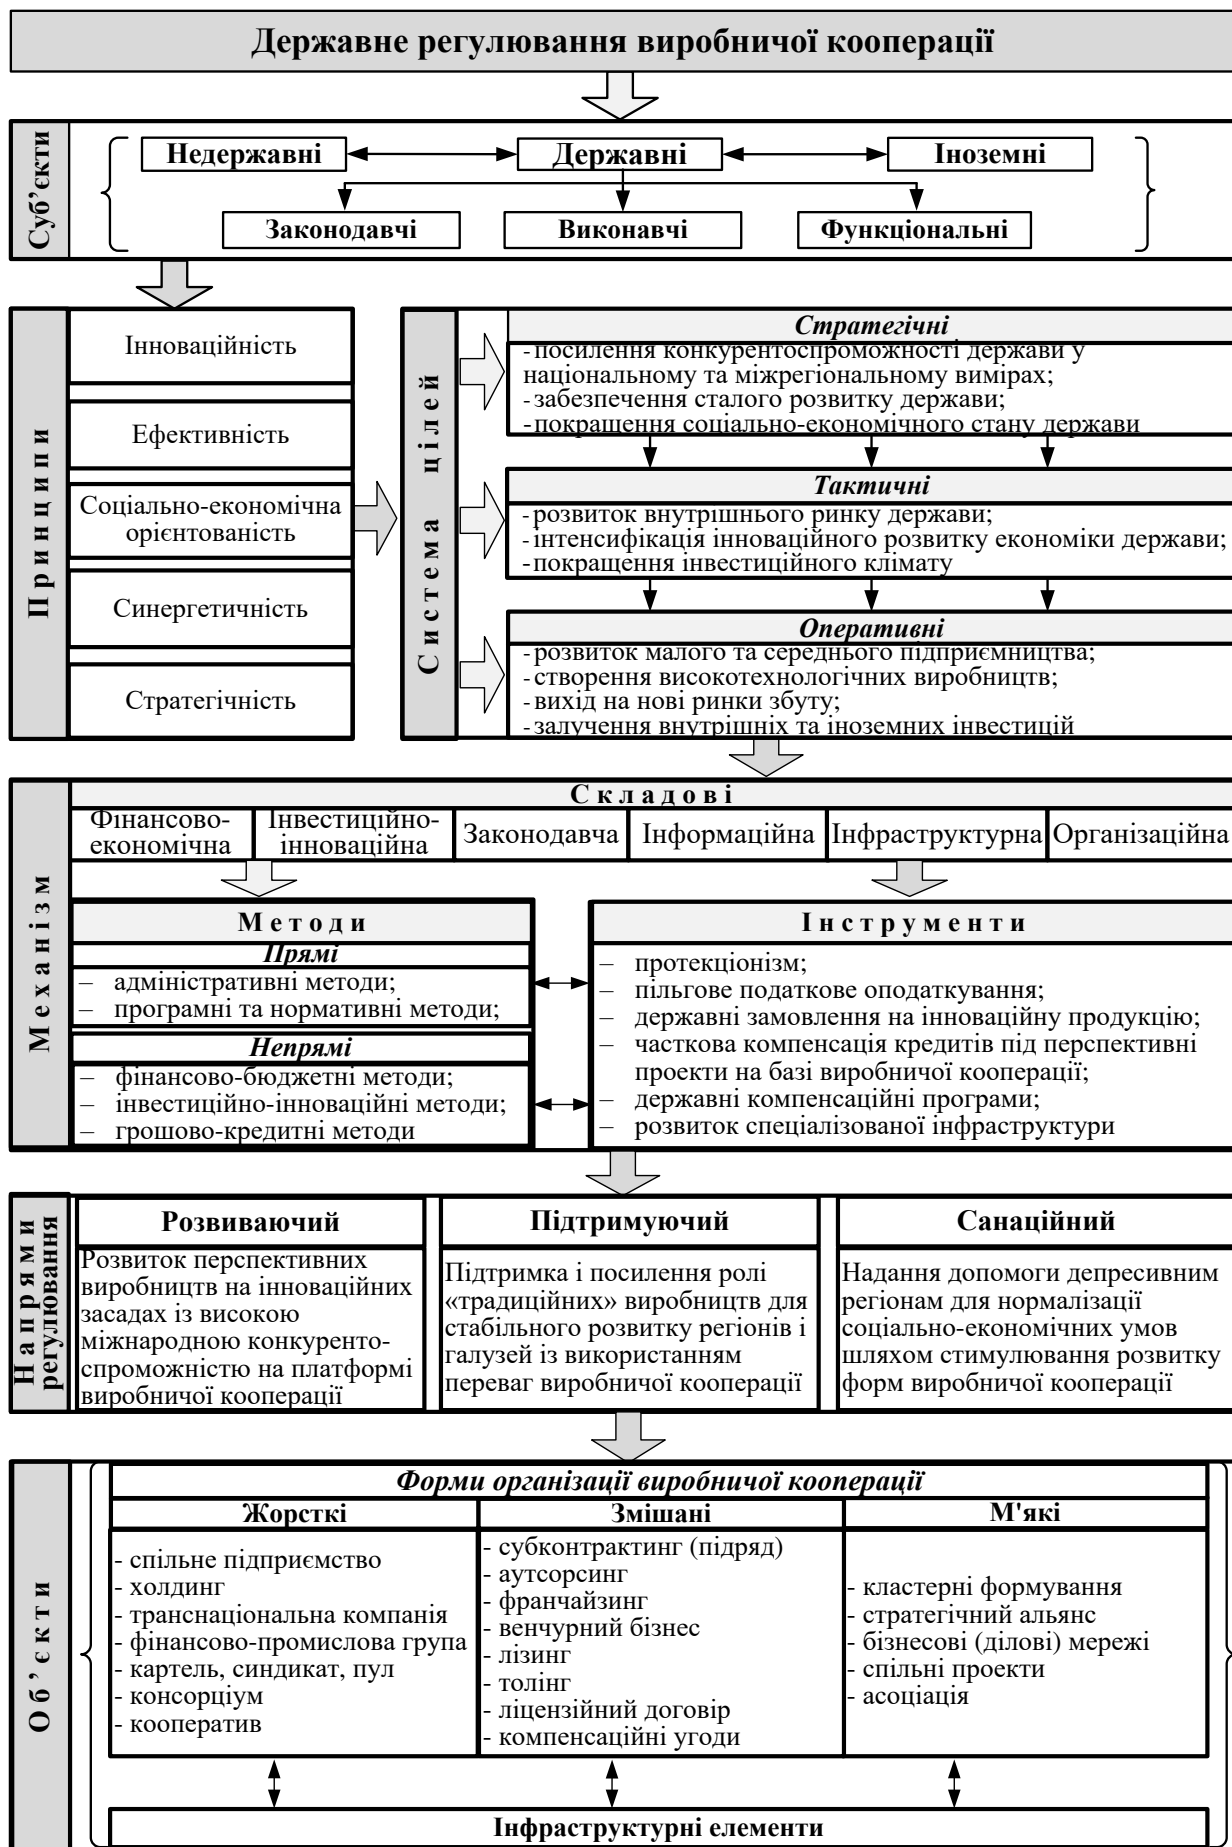 Державне регулювання виробничої кооперації
Суб’єкти
Недержавні
Державні
Іноземні
Законодавчі
Виконавчі
Функціональні
Принципи
Інноваційність
Ефективність
Соціально-економічна
орієнтованість
Синергетичність
Стратегічність
Система цілей
Стратегічні
- посилення конкурентоспроможності держави у
національному та міжрегіональному вимірах;
- забезпечення сталого розвитку держави;
- покращення соціально-економічного стану держави
Тактичні
- розвиток внутрішнього ринку держави;
- інтенсифікація інноваційного розвитку економіки держави;
- покращення інвестиційного клімату
Оперативні
- розвиток малого та середнього підприємництва;
- створення високотехнологічних виробництв;
- вихід на нові ринки збуту;
- залучення внутрішніх та іноземних інвестицій
Механізм
Складові
Фінансово-
економічна
Інвестиційно-
інноваційна
Законодавча
Інформаційна
Інфраструктурна
Організаційна
Методи
Прямі
– адміністративні методи;
– програмні та нормативні методи;
Непрямі
– фінансово-бюджетні методи;
– інвестиційно-інноваційні методи;
– грошово-кредитні методи
Інструменти
– протекціонізм;
– пільгове податкове оподаткування;
– державні замовлення на інноваційну продукцію;
– часткова компенсація кредитів під перспективні
проекти на базі виробничої кооперації;
– державні компенсаційні програми;
– розвиток спеціалізованої інфраструктури
Напрями
регулювання
Розвиваючий
Розвиток перспективних
виробництв на інноваційних
засадах із високою
міжнародною конкуренто-
спроможністю на платформі
виробничої кооперації
Підтримуючий
Підтримка і посилення ролі
«традиційних» виробництв для
стабільного розвитку регіонів і
галузей із використанням
переваг виробничої кооперації
Санаційний
Надання допомоги депресивним
регіонам для нормалізації
соціально-економічних умов
шляхом стимулювання розвитку
форм виробничої кооперації
Об’єкти
Форми організації виробничої кооперації
Жорсткі
- спільне підприємство
- холдинг
- транснаціональна компанія
- фінансово-промислова група
- картель, синдикат, пул
- консорціум
- кооператив
Змішані
- субконтрактинг (підряд)
- аутсорсинг
- франчайзинг
- венчурний бізнес
- лізинг
- толінг
- ліцензійний договір
- компенсаційні угоди
М'які
- кластерні формування
- стратегічний альянс
- бізнесові (ділові) мережі
- спільні проекти
- асоціація
Інфраструктурні елементи